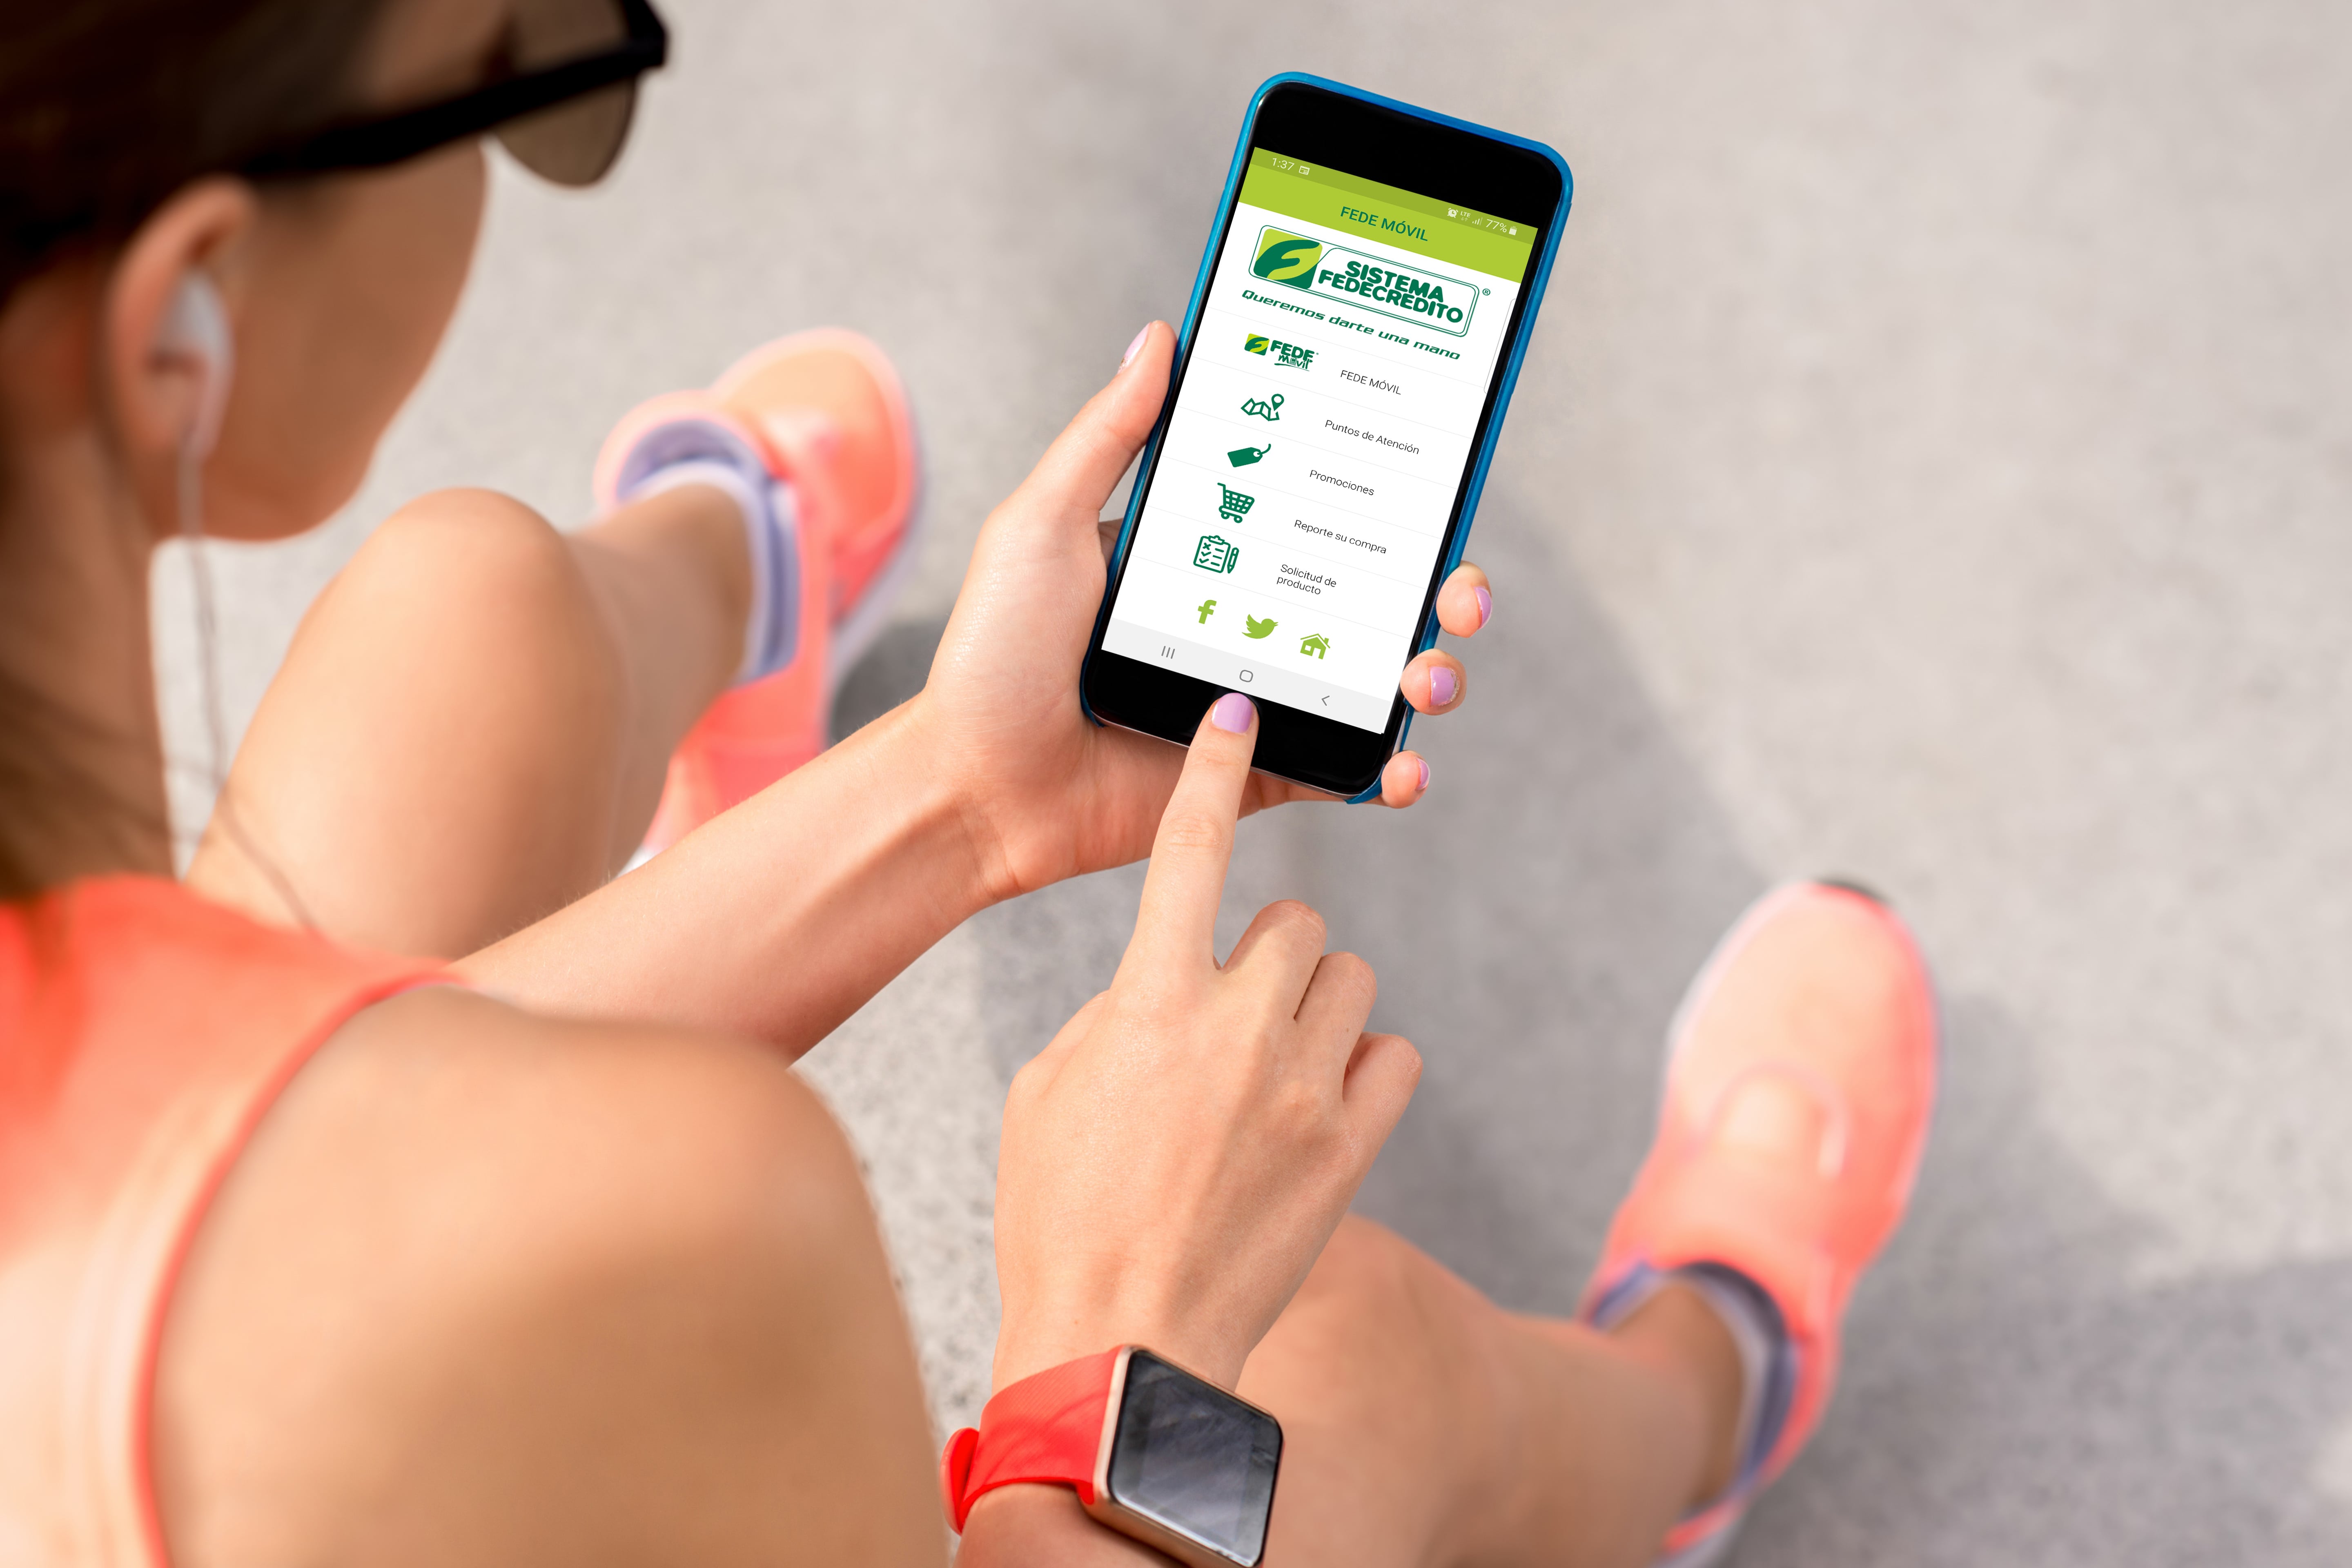 1:37
LTE
77%
FEDE MÓVIL
SISTEMA
FEDECRÉDITO
®
Queremos darte una mano
FEDE
móvil
FEDE MÓVIL
Puntos de Atención
Promociones
Reporte su compra
Solicitud de
producto